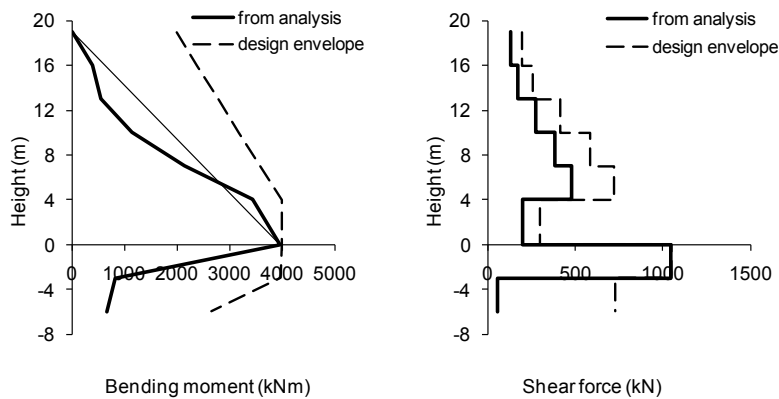 from analysis
design envelope
20
16
12
8
4
0
-4
-8
0 1000 2000 3000 4000 5000
Height (m)
Bending moment (kNm)
from analysis
design envelope
20
16
12
8
4
0
-4
-8
0 500 1000 1500
Height (m)
Shear force (kN)